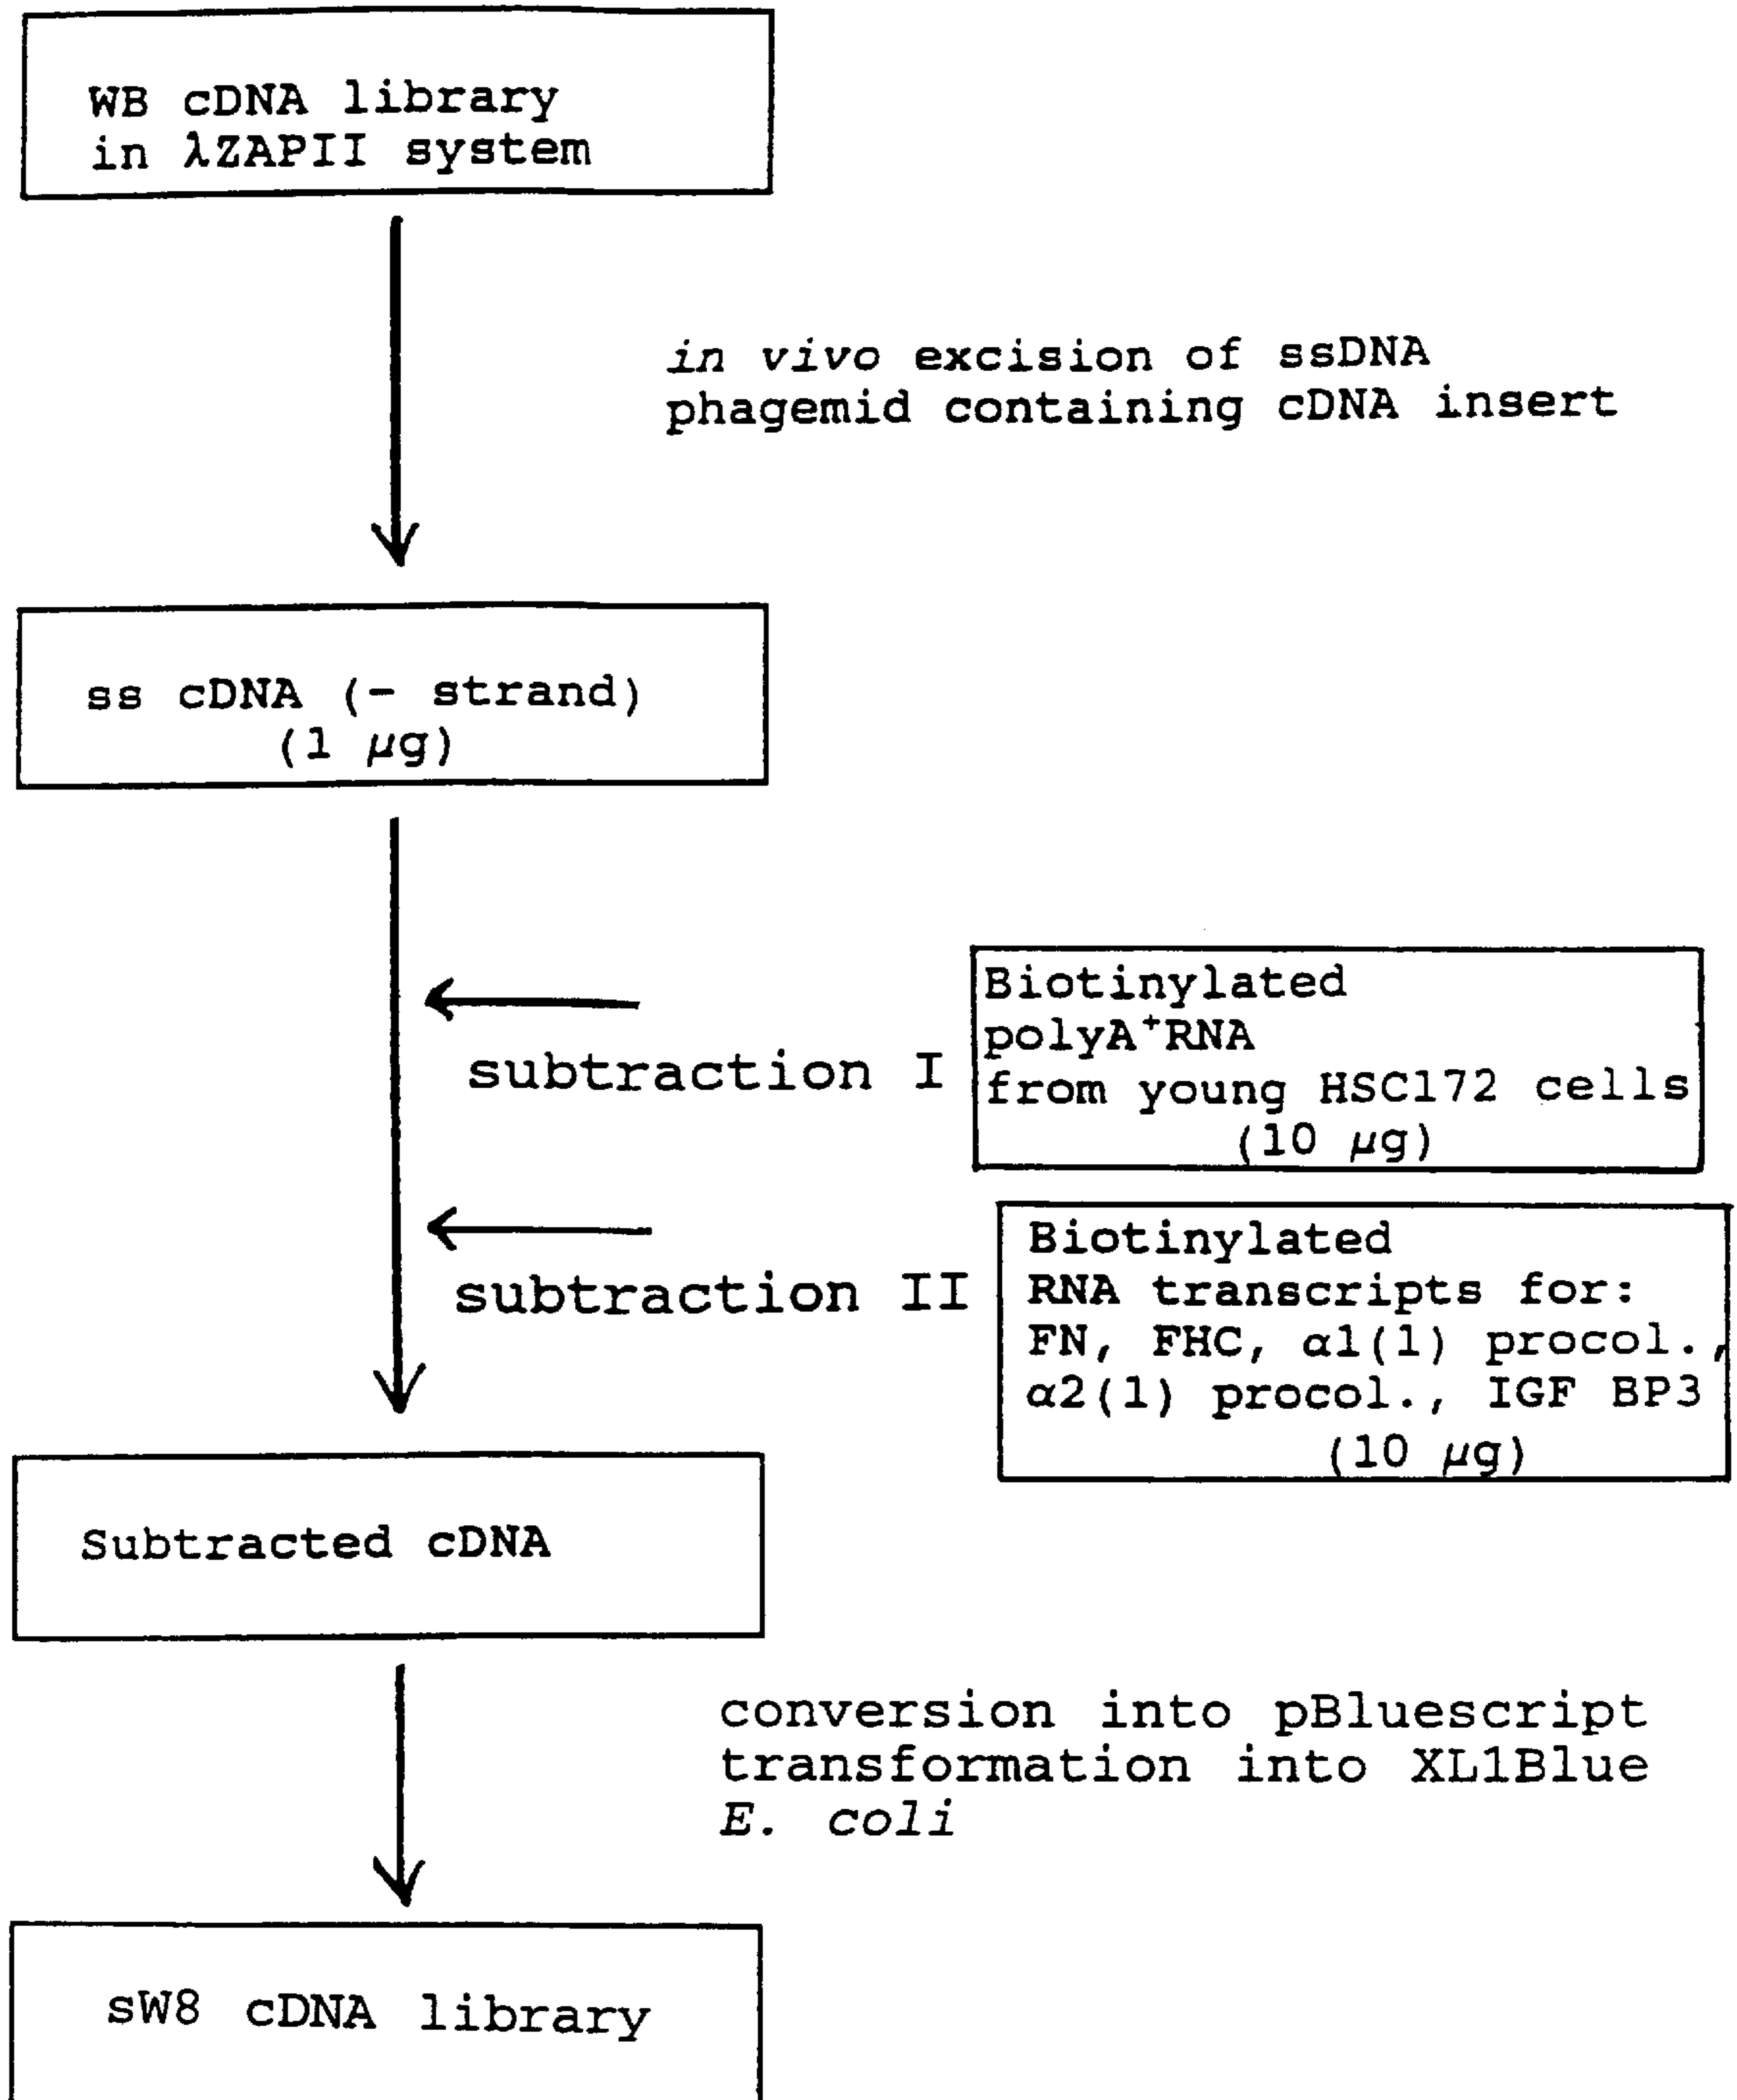 WB cDNA library
in λZAPII system
in vivo excision of ssDNA
phagemid containing cDNA insert
ss cDNA (- strand)
(1 μg)
subtraction I
Biotinylated
polyA⁺RNA
from young HSC172 cells
(10 μg)
subtraction II
Biotinylated
RNA transcripts for:
FN, FHC, α1(1) procol.,
α2(1) procol., IGF BP3
(10 μg)
Subtracted cDNA
conversion into pBluescript
transformation into XL1Blue
E. coli
sW8 cDNA library